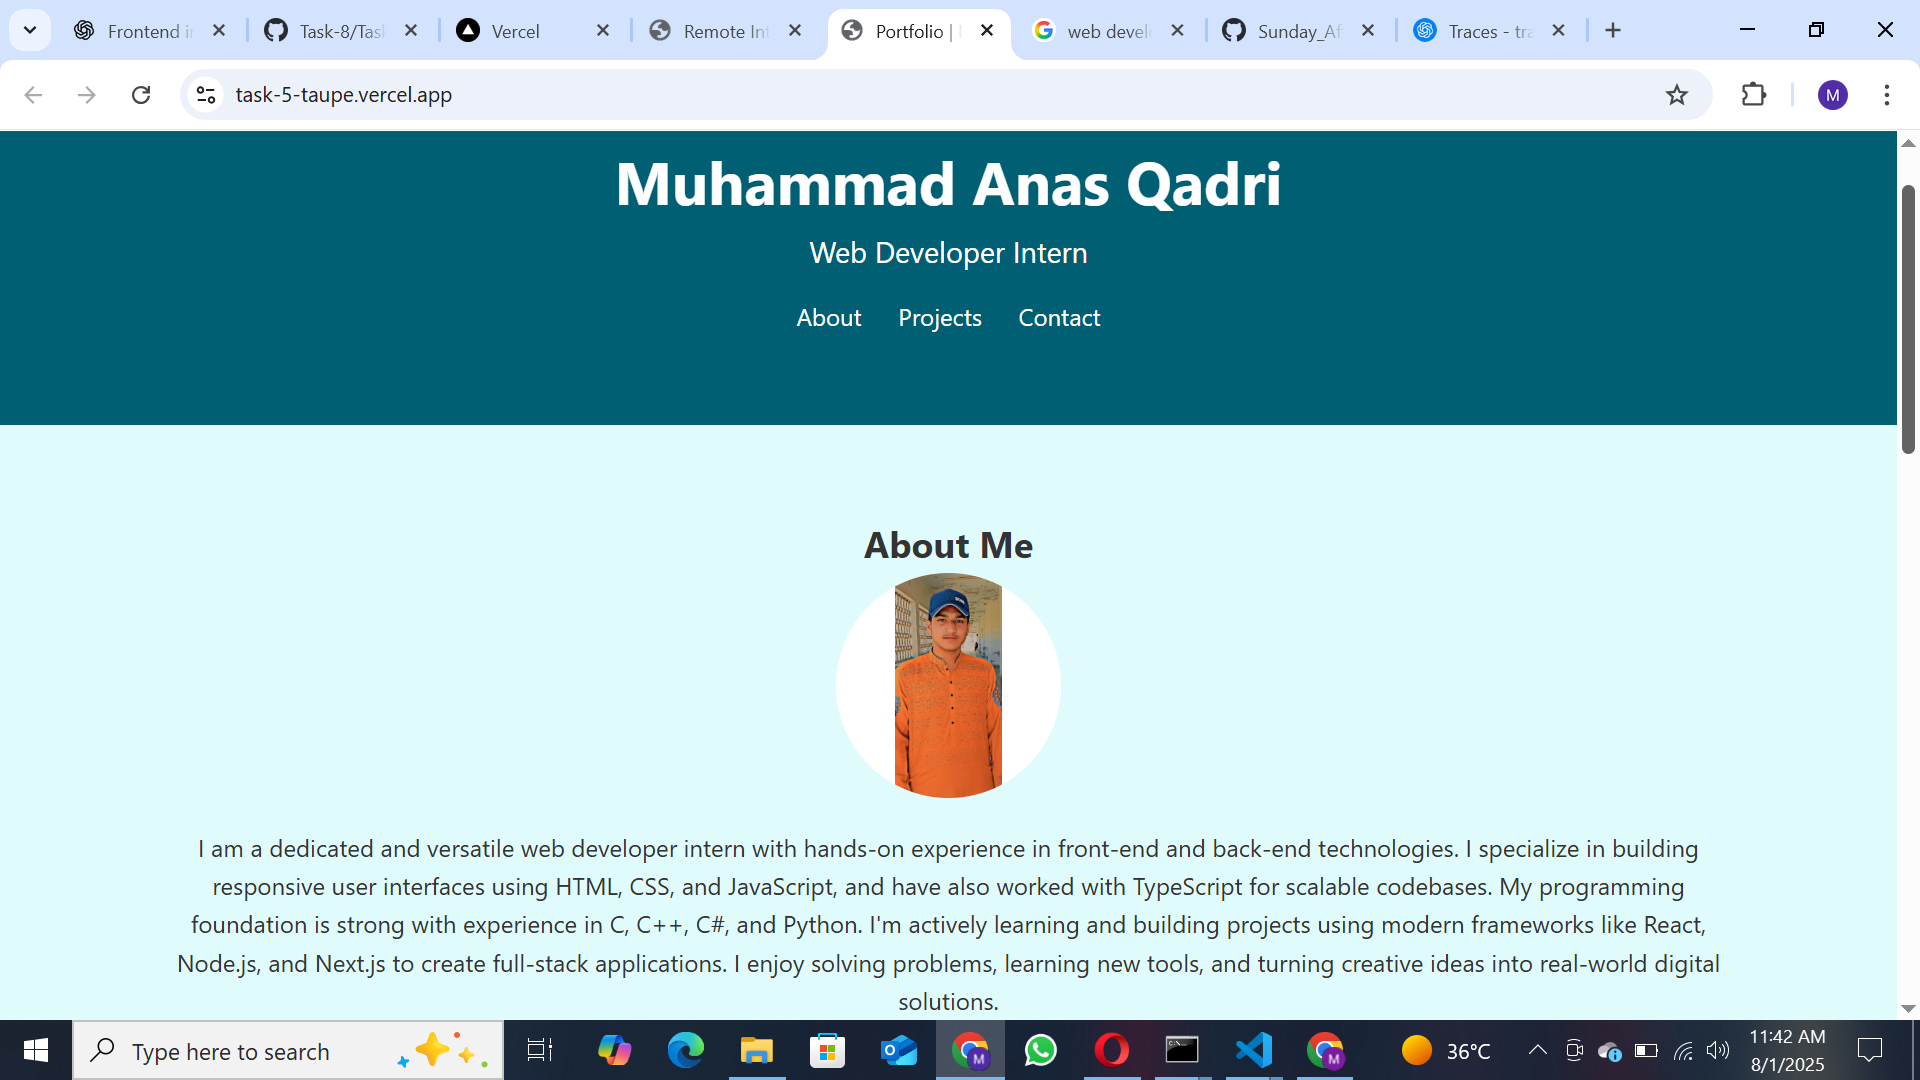 Frontend in
Task-8/Tas
Vercel
Remote Int
Portfolio |
web devel
Sunday_Af
Traces - tra
task-5-taupe.vercel.app
M
Muhammad Anas Qadri
Web Developer Intern
About Projects Contact
About Me
I am a dedicated and versatile web developer intern with hands-on experience in front-end and back-end technologies. I specialize in building
responsive user interfaces using HTML, CSS, and JavaScript, and have also worked with TypeScript for scalable codebases. My programming
foundation is strong with experience in C, C++, C#, and Python. I'm actively learning and building projects using modern frameworks like React,
Node.js, and Next.js to create full-stack applications. I enjoy solving problems, learning new tools, and turning creative ideas into real-world digital
solutions.
Type here to search
M
M
36°C
11:42 AM
8/1/2025